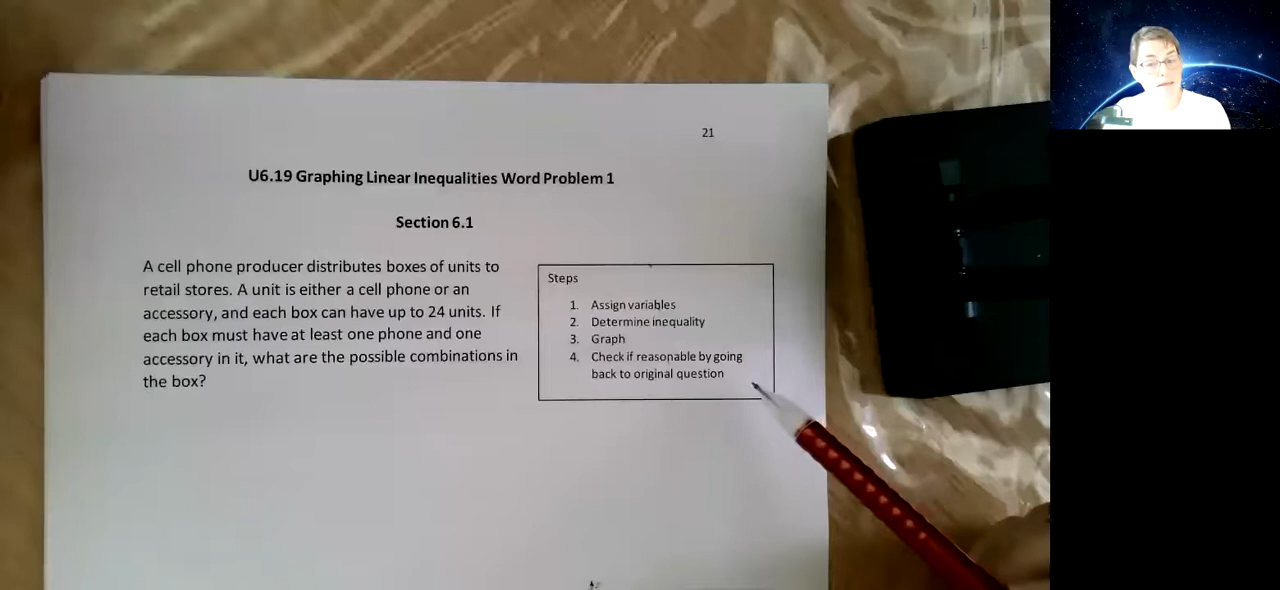 21
U6.19 Graphing Linear Inequalities Word Problem 1
Section 6.1
A cell phone producer distributes boxes of units to
retail stores. A unit is either a cell phone or an
accessory, and each box can have up to 24 units. If
each box must have at least one phone and one
accessory in it, what are the possible combinations in
the box?
Steps
1. Assign variables
2. Determine inequality
3. Graph
4. Check if reasonable by going
back to original question